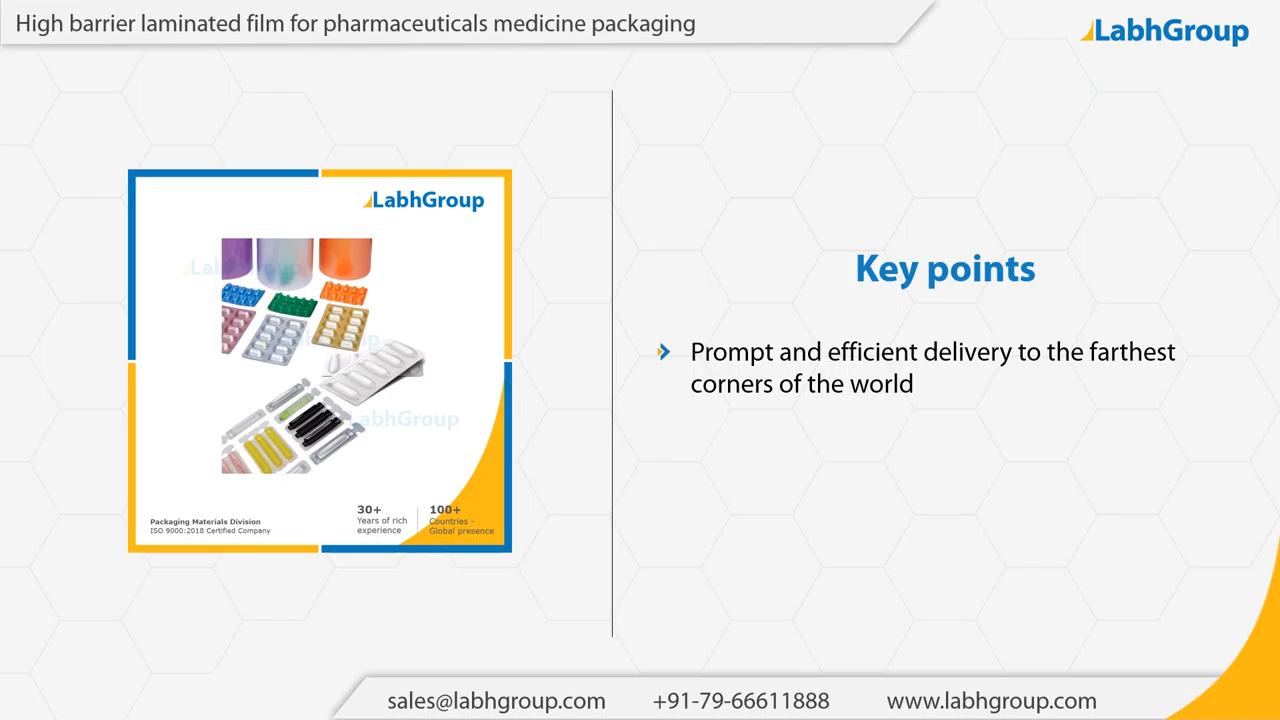 High barrier laminated film for pharmaceuticals medicine packaging
LabhGroup
LabhGroup
LabhGroup
LabhGroup
30+
Years of rich
experience
100+
Countries -
Global presence
Packaging Materials Division
ISO 9000:2018 Certified Company
Key points
Prompt and efficient delivery to the farthest
corners of the world
sales@labhgroup.com +91-79-66611888 www.labhgroup.com